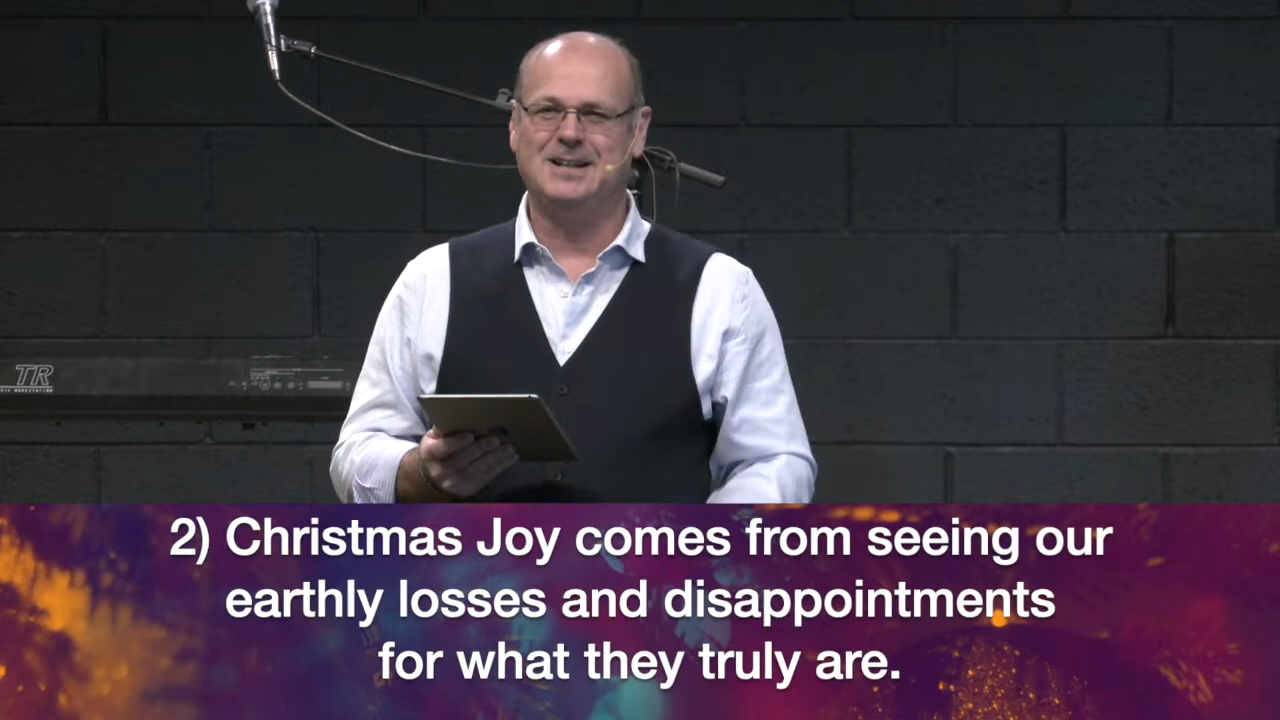 TR
2) Christmas Joy comes from seeing our
earthly losses and disappointments
for what they truly are.